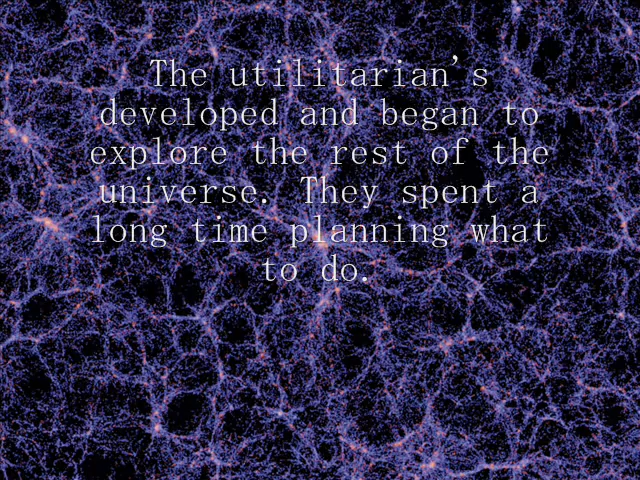 The utilitarian's
developed and began to
explore the rest of the
universe. They spent a
long time planning what
to do.